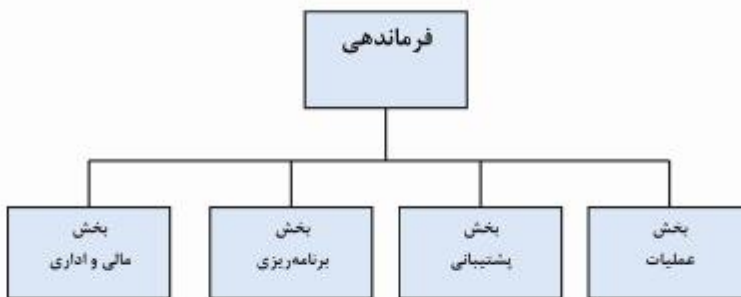 فرماندهی
بخش
عملیات
بخش
پشتیبانی
بخش
برنامه‌ریزی
بخش
مالی و اداری